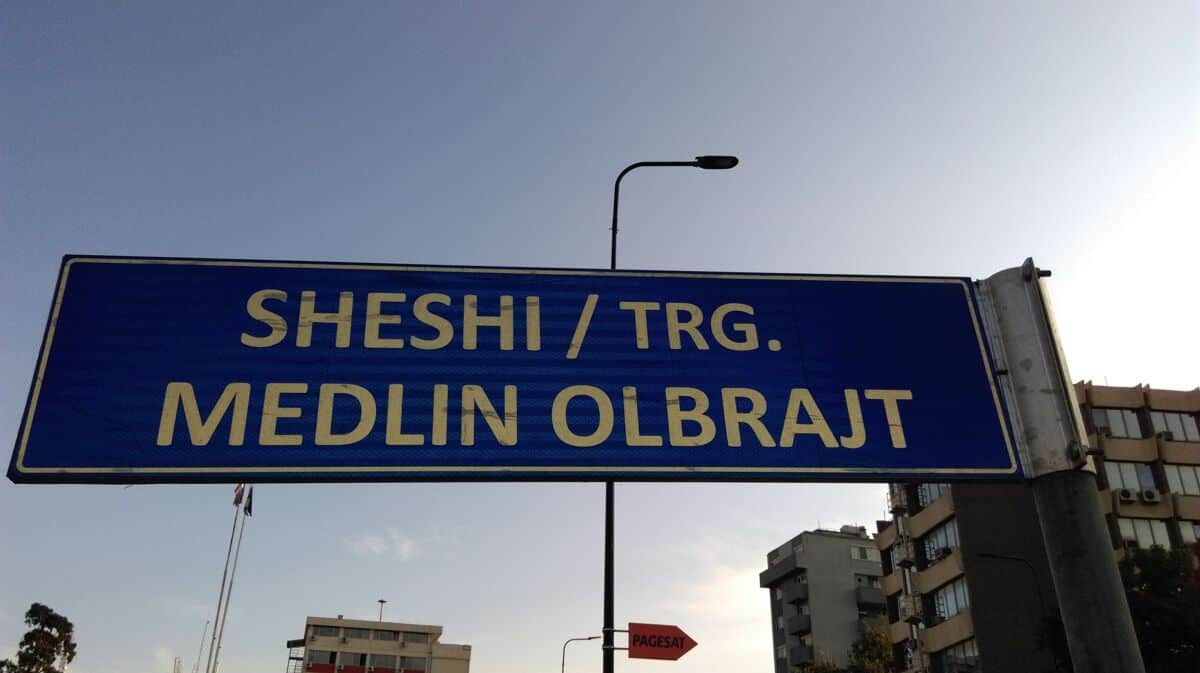 SHESHI / TRG.
MEDLIN OLBRAJT
PAGESAT